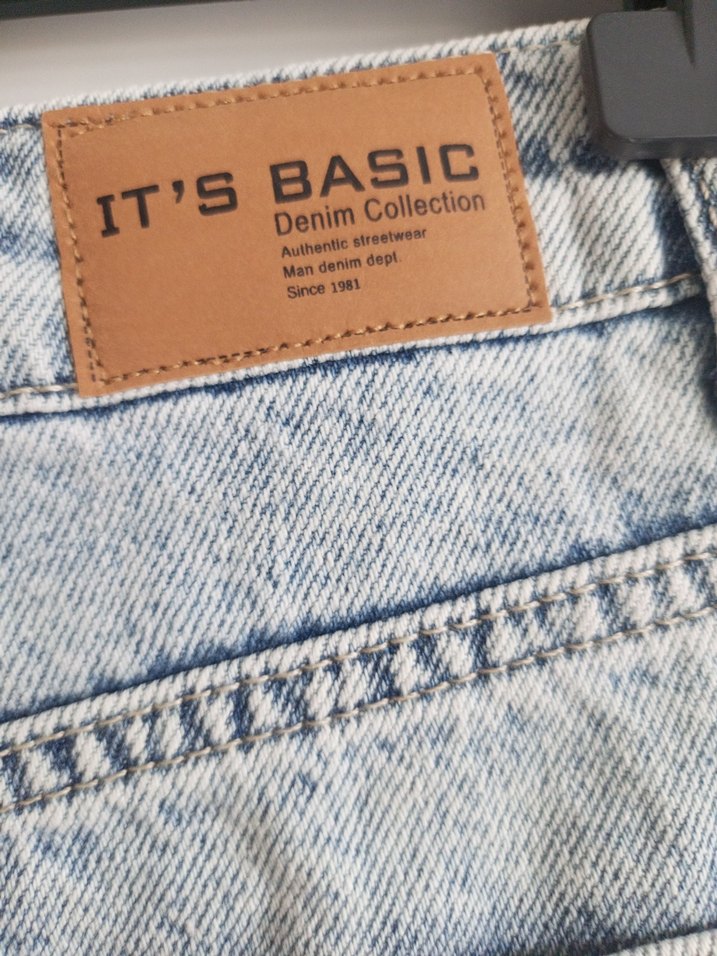 IT'S BASIC
Denim Collection
Authentic streetwear
Man denim dept.
Since 1981